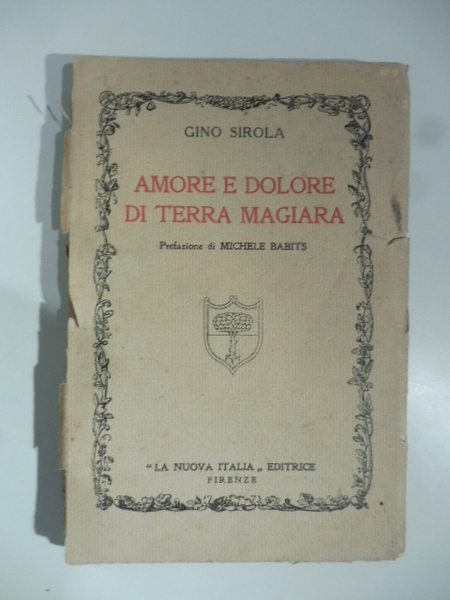 GINO SIROLA
AMORE E DOLORE
DI TERRA MAGIARA
Prefazione di MICHELE BABITS
"LA NUOVA ITALIA„ EDITRICE
FIRENZE